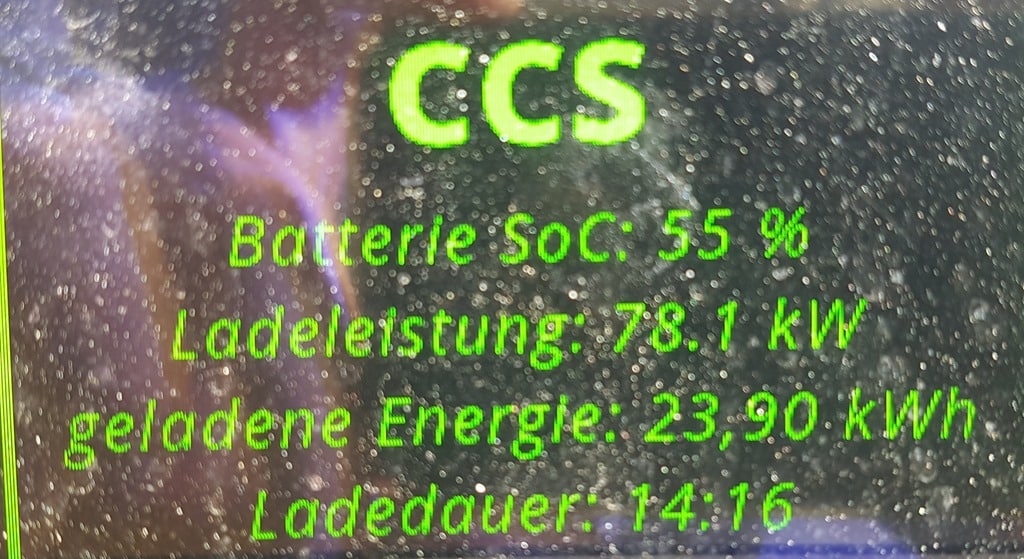 CCS
Batterie SoC: 55 %
Ladeleistung: 78.1 kW
geladene Energie: 23,90 kWh
Ladedauer: 14:16